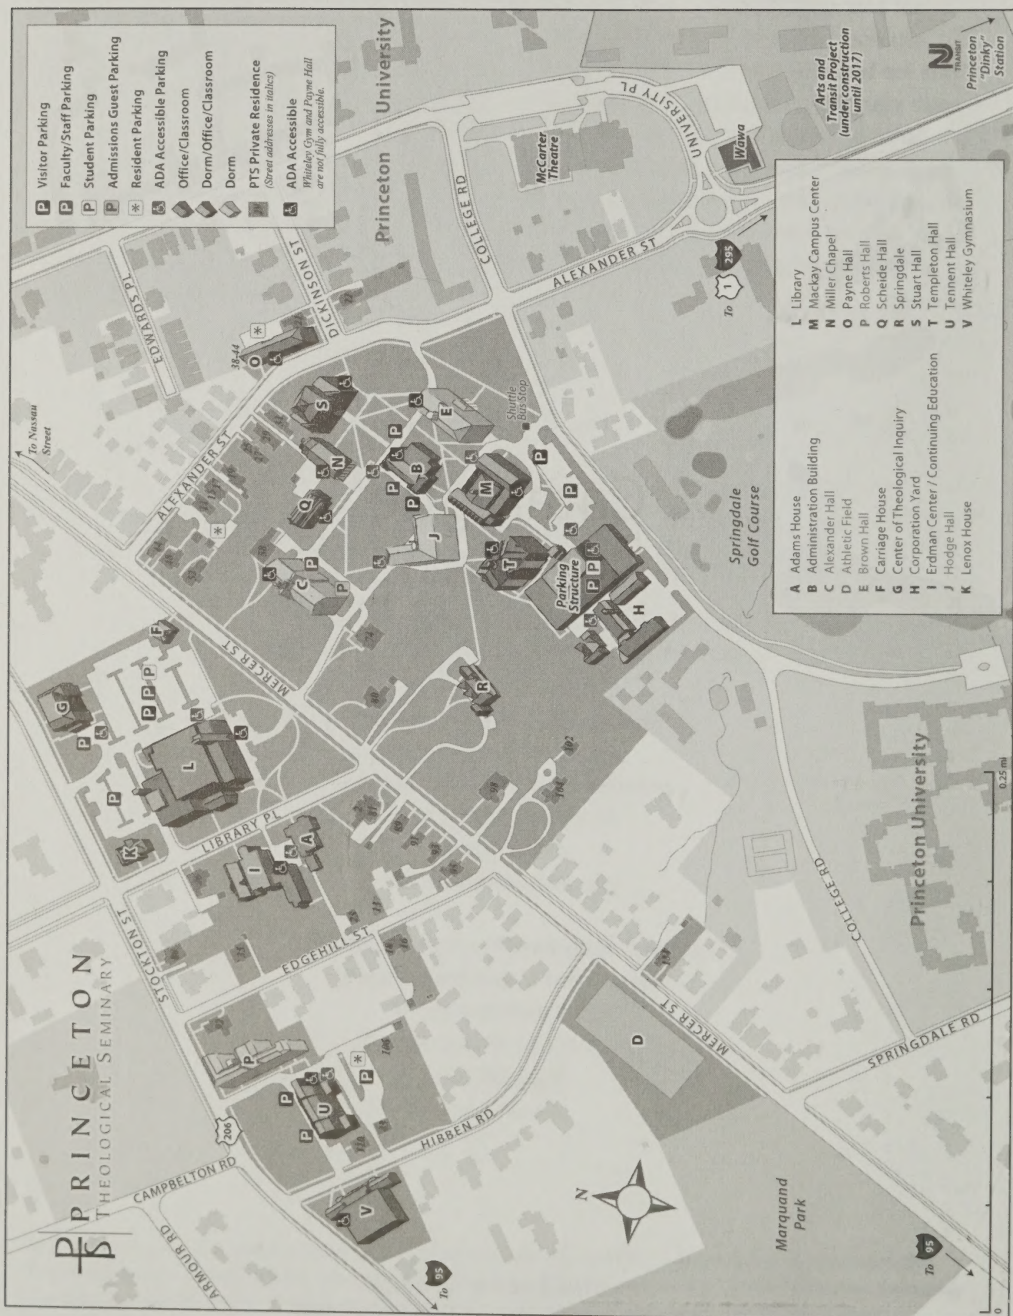 PRINCETON
THEOLOGICAL SEMINARY
P Visitor Parking
P Faculty/Staff Parking
P Student Parking
P Admissions Guest Parking
* Resident Parking
ADA Accessible Parking
Office/Classroom
Dorm/Office/Classroom
Dorm
PTS Private Residence
(Street addresses in italics)
ADA Accessible
Whiteley Gym and Payne Hall
are not fully accessible.
To Nassau
Street
EDWARDS PL
DICKINSON ST
ALEXANDER ST
38-44
Princeton University
COLLEGE RD
UNIVERSITY PL
McCarter
Theatre
Wawa
Arts and
Transit Project
(under construction
until 2017)
NJ
TRANSIT
Princeton
"Dinky"
Station
ALEXANDER ST
To 1 295
Shuttle
Bus Stop
MERCER ST
LIBRARY PL
STOCKTON ST
EDGEHILL ST
HIBBEN RD
206
CAMPBELTON RD
ARMOUR RD
To 95
Parking
Structure
Springdale
Golf Course
COLLEGE RD
Princeton University
SPRINGDALE RD
MERCER ST
Marquand
Park
To 95
N
0
0.25 mi
A
B
C
D
E
F
G
H
I
J
K
L
M
N
O
P
Q
R
S
T
U
V
A Adams House
B Administration Building
C Alexander Hall
D Athletic Field
E Brown Hall
F Carriage House
G Center of Theological Inquiry
H Corporation Yard
I Erdman Center / Continuing Education
J Hodge Hall
K Lenox House
L Library
M Mackay Campus Center
N Miller Chapel
O Payne Hall
P Roberts Hall
Q Scheide Hall
R Springdale
S Stuart Hall
T Templeton Hall
U Tennent Hall
V Whiteley Gymnasium